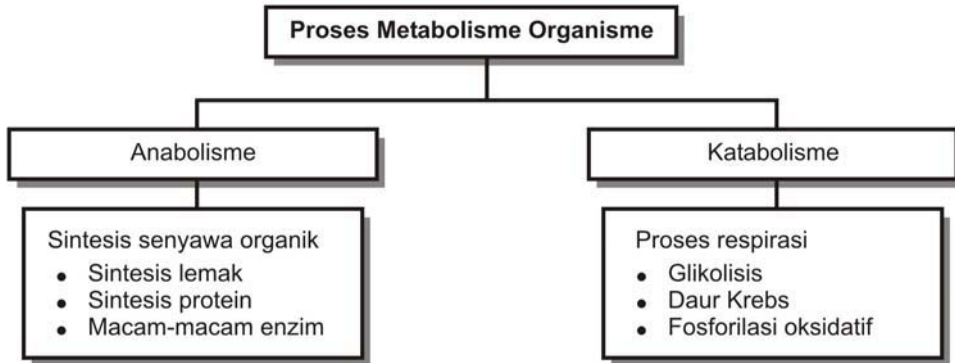 Proses Metabolisme Organisme
Anabolisme
Katabolisme
Sintesis senyawa organik
• Sintesis lemak
• Sintesis protein
• Macam-macam enzim
Proses respirasi
• Glikolisis
• Daur Krebs
• Fosforilasi oksidatif